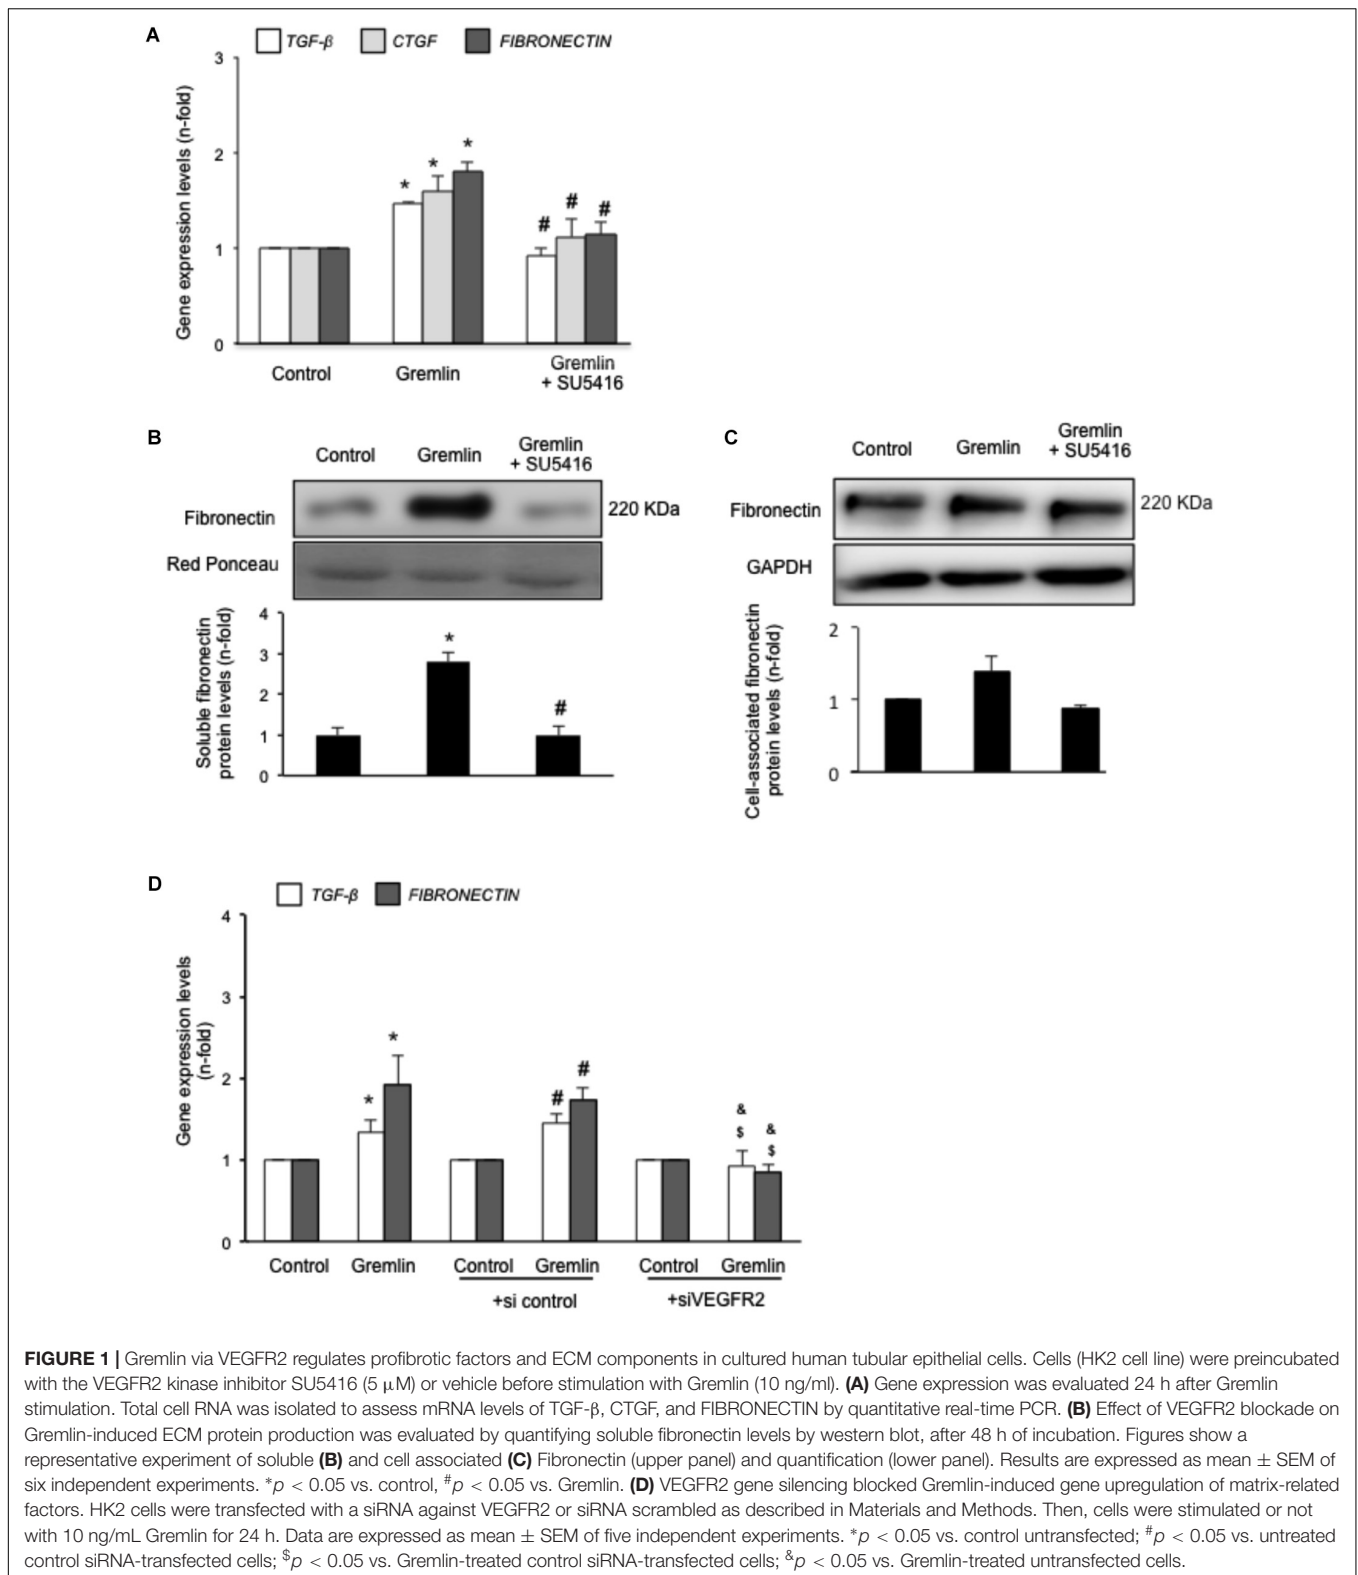 A
TGF-β CTGF FIBRONECTIN
Gene expression levels (n-fold)
3
2
1
0
* * *
# # #
Control Gremlin Gremlin
+ SU5416
B
Control Gremlin Gremlin
+ SU5416
Fibronectin
220 KDa
Red Ponceau
Soluble fibronectin
protein levels (n-fold)
4
3
2
1
0
*
#
C
Control Gremlin Gremlin
+ SU5416
Fibronectin
220 KDa
GAPDH
Cell-associated fibronectin
protein levels (n-fold)
2
1
0
D
TGF-β FIBRONECTIN
Gene expression levels
(n-fold)
4
3
2
1
0
* *
# #
& &
$ $
Control Gremlin Control Gremlin Control Gremlin
+si control +siVEGFR2
FIGURE 1 | Gremlin via VEGFR2 regulates profibrotic factors and ECM components in cultured human tubular epithelial cells. Cells (HK2 cell line) were preincubated
with the VEGFR2 kinase inhibitor SU5416 (5 μM) or vehicle before stimulation with Gremlin (10 ng/ml). (A) Gene expression was evaluated 24 h after Gremlin
stimulation. Total cell RNA was isolated to assess mRNA levels of TGF-β, CTGF, and FIBRONECTIN by quantitative real-time PCR. (B) Effect of VEGFR2 blockade on
Gremlin-induced ECM protein production was evaluated by quantifying soluble fibronectin levels by western blot, after 48 h of incubation. Figures show a
representative experiment of soluble (B) and cell associated (C) Fibronectin (upper panel) and quantification (lower panel). Results are expressed as mean ± SEM of
six independent experiments. *p < 0.05 vs. control, #p < 0.05 vs. Gremlin. (D) VEGFR2 gene silencing blocked Gremlin-induced gene upregulation of matrix-related
factors. HK2 cells were transfected with a siRNA against VEGFR2 or siRNA scrambled as described in Materials and Methods. Then, cells were stimulated or not
with 10 ng/mL Gremlin for 24 h. Data are expressed as mean ± SEM of five independent experiments. *p < 0.05 vs. control untransfected; #p < 0.05 vs. untreated
control siRNA-transfected cells; $p < 0.05 vs. Gremlin-treated control siRNA-transfected cells; &p < 0.05 vs. Gremlin-treated untransfected cells.